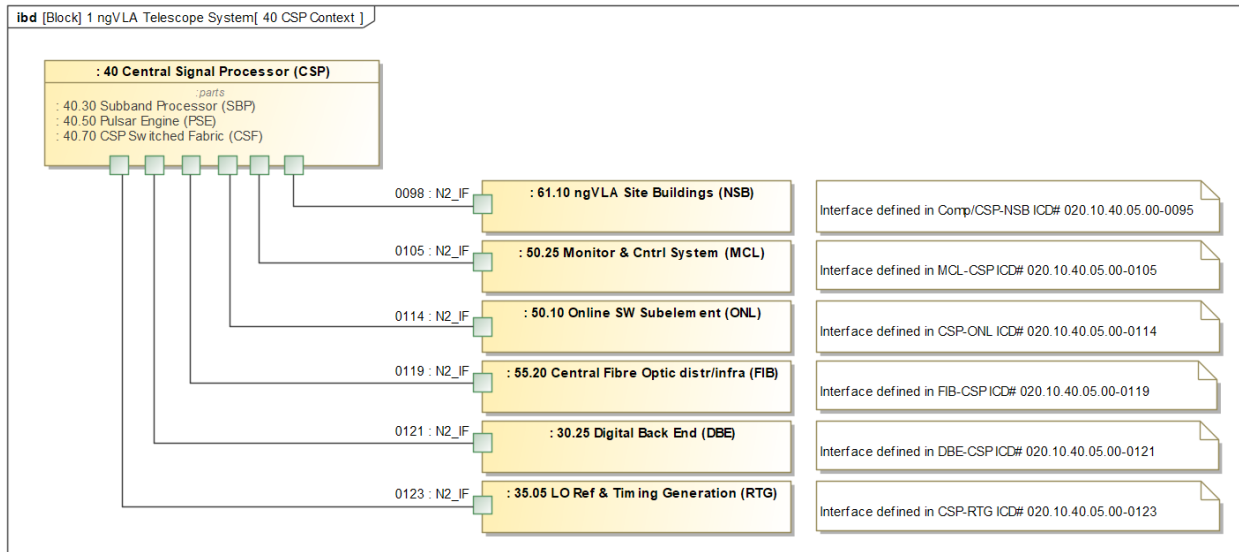 ibd [Block] 1 ngVLA Telescope System[ 40 CSP Context ]
: 40 Central Signal Processor (CSP)
:parts
: 40.30 Subband Processor (SBP)
: 40.50 Pulsar Engine (PSE)
: 40.70 CSP Switched Fabric (CSF)
0098 : N2_IF
: 61.10 ngVLA Site Buildings (NSB)
Interface defined in Comp/CSP-NSB ICD# 020.10.40.05.00-0095
0105 : N2_IF
: 50.25 Monitor & Cntrl System (MCL)
Interface defined in MCL-CSP ICD# 020.10.40.05.00-0105
0114 : N2_IF
: 50.10 Online SW Subelement (ONL)
Interface defined in CSP-ONL ICD# 020.10.40.05.00-0114
0119 : N2_IF
: 55.20 Central Fibre Optic distr/infra (FIB)
Interface defined in FIB-CSP ICD# 020.10.40.05.00-0119
0121 : N2_IF
: 30.25 Digital Back End (DBE)
Interface defined in DBE-CSP ICD# 020.10.40.05.00-0121
0123 : N2_IF
: 35.05 LO Ref & Timing Generation (RTG)
Interface defined in CSP-RTG ICD# 020.10.40.05.00-0123